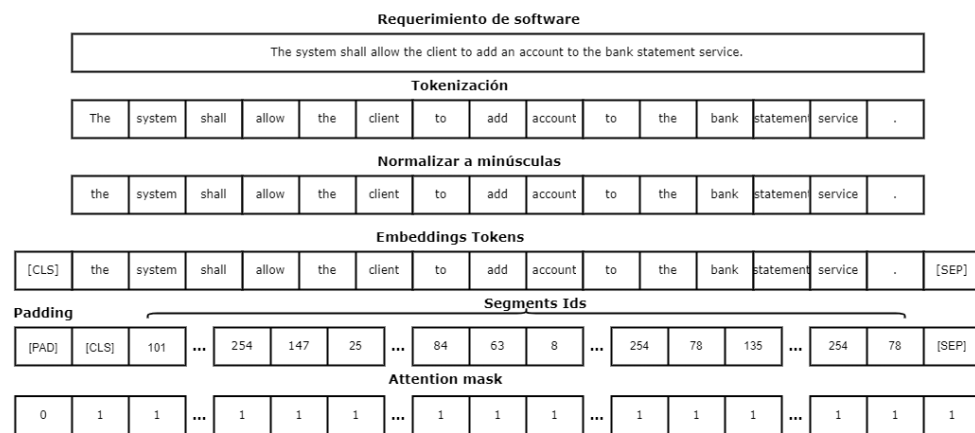 Requerimiento de software
The system shall allow the client to add an account to the bank statement service.
Tokenización
The system shall allow the client to add account to the bank statement service .
Normalizar a minúsculas
the system shall allow the client to add account to the bank statement service .
Embeddings Tokens
[CLS] the system shall allow the client to add account to the bank statement service . [SEP]
Padding Segments Ids
[PAD] [CLS] 101 ... 254 147 25 ... 84 63 8 ... 254 78 135 ... 254 78 [SEP]
Attention mask
0 1 1 ... 1 1 1 ... 1 1 1 ... 1 1 1 ... 1 1 1